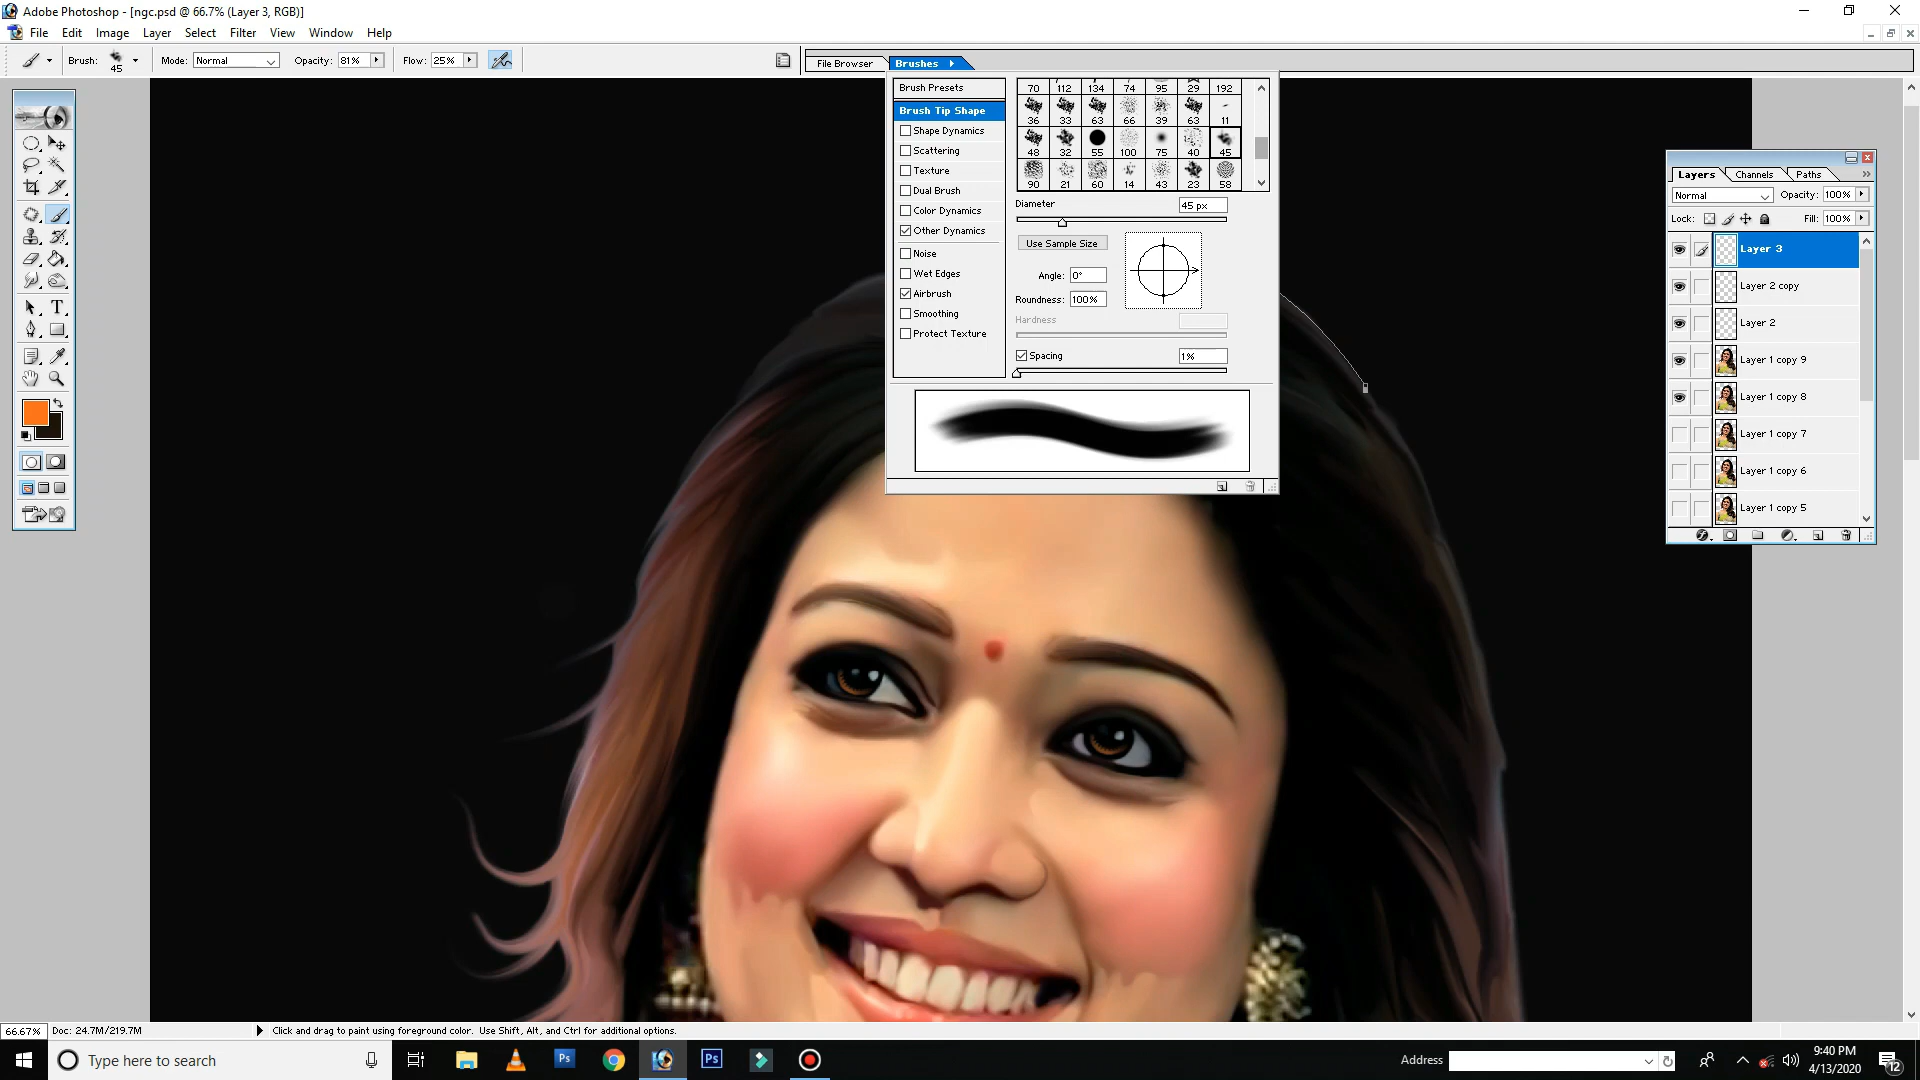 Adobe Photoshop - [ngc.psd @ 66.7% (Layer 3, RGB)]
File Edit Image Layer Select Filter View Window Help
Brush: 45 Mode: Normal Opacity: 81% Flow: 25% File Browser Brushes
Brush Presets
Brush Tip Shape
Shape Dynamics
Scattering
Texture
Dual Brush
Color Dynamics
Other Dynamics
Noise
Wet Edges
Airbrush
Smoothing
Protect Texture
70 112 134 74 95 29 192
36 33 63 66 39 63 11
48 32 55 100 75 40 45
90 21 60 14 43 23 58
Diameter 45 px
Use Sample Size
Angle: 0°
Roundness: 100%
Hardness
Spacing 1%
Layers Channels Paths
Normal Opacity: 100%
Lock: Fill: 100%
Layer 3
Layer 2 copy
Layer 2
Layer 1 copy 9
Layer 1 copy 8
Layer 1 copy 7
Layer 1 copy 6
Layer 1 copy 5
66.67% Doc: 24.7M/219.7M Click and drag to paint using foreground color. Use Shift, Alt, and Ctrl for additional options.
Type here to search
Ps
Ps
Address
9:40 PM
4/13/2020
12